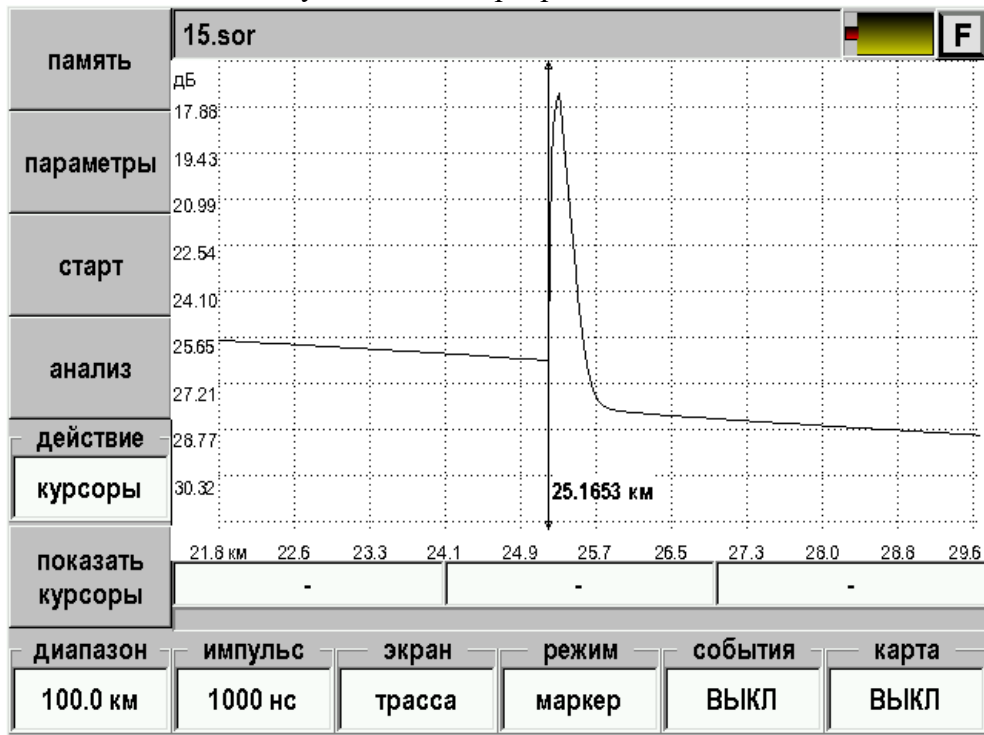 15.sor
F
память
параметры
старт
анализ
действие
курсоры
показать
курсоры
дБ
17.88
19.43
20.99
22.54
24.10
25.65
27.21
28.77
30.32
25.1653 км
21.8 км 22.6 23.3 24.1 24.9 25.7 26.5 27.3 28.0 28.8 29.6
- - -
диапазон импульс экран режим события карта
100.0 км 1000 нс трасса маркер ВЫКЛ ВЫКЛ